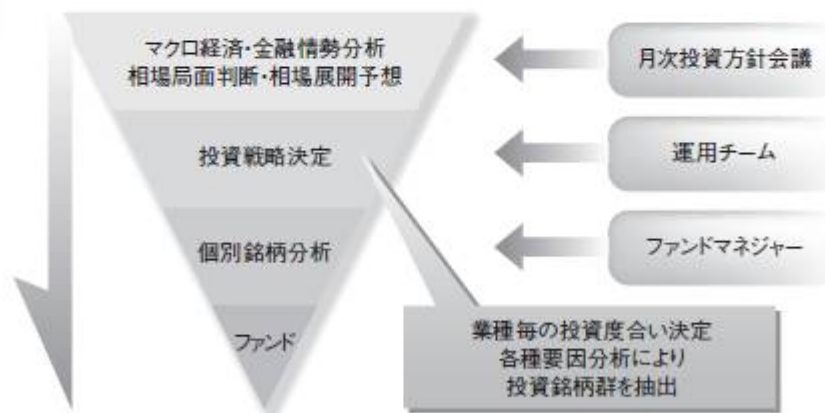 マクロ経済・金融情勢分析
相場局面判断・相場展開予想
月次投資方針会議
投資戦略決定
運用チーム
個別銘柄分析
ファンドマネジャー
ファンド
業種毎の投資度合い決定
各種要因分析により
投資銘柄群を抽出